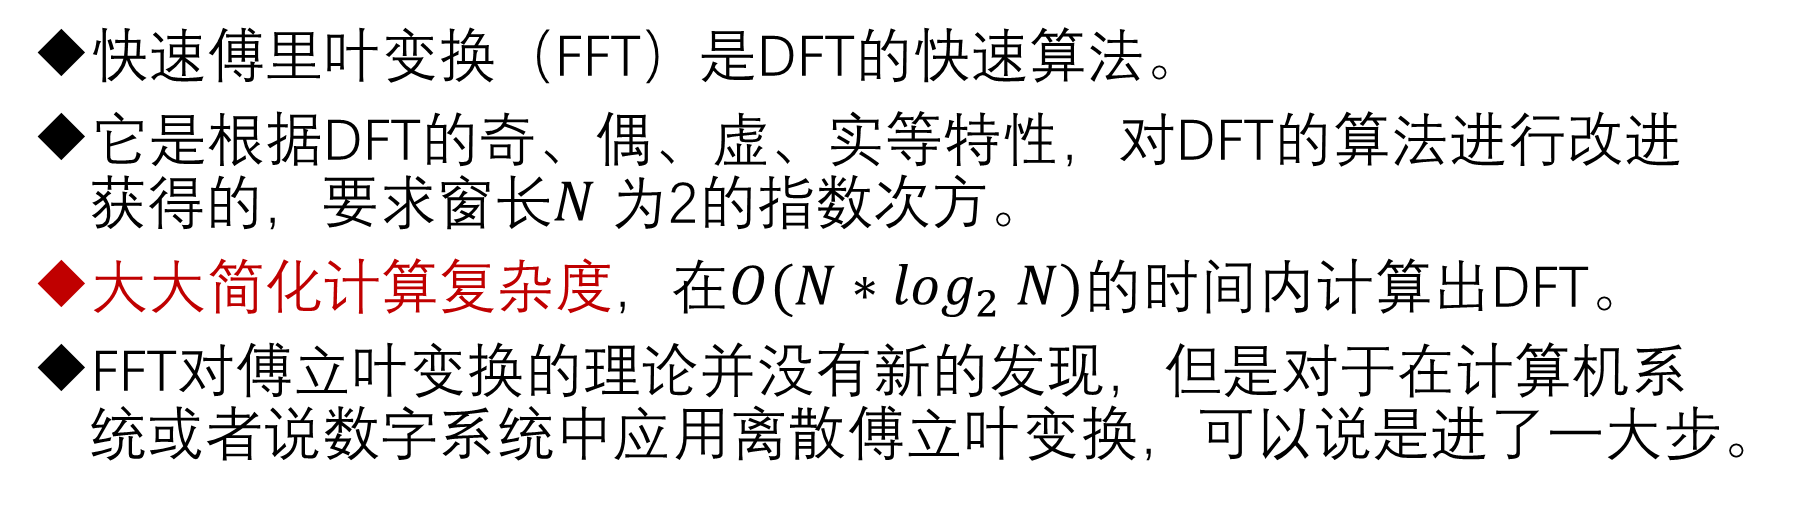 ◆快速傅里叶变换（FFT）是DFT的快速算法。
◆它是根据DFT的奇、偶、虚、实等特性，对DFT的算法进行改进
获得的，要求窗长N 为2的指数次方。
◆大大简化计算复杂度，在O(N * log₂ N)的时间内计算出DFT。
◆FFT对傅立叶变换的理论并没有新的发现，但是对于在计算机系
统或者说数字系统中应用离散傅立叶变换，可以说是进了一大步。